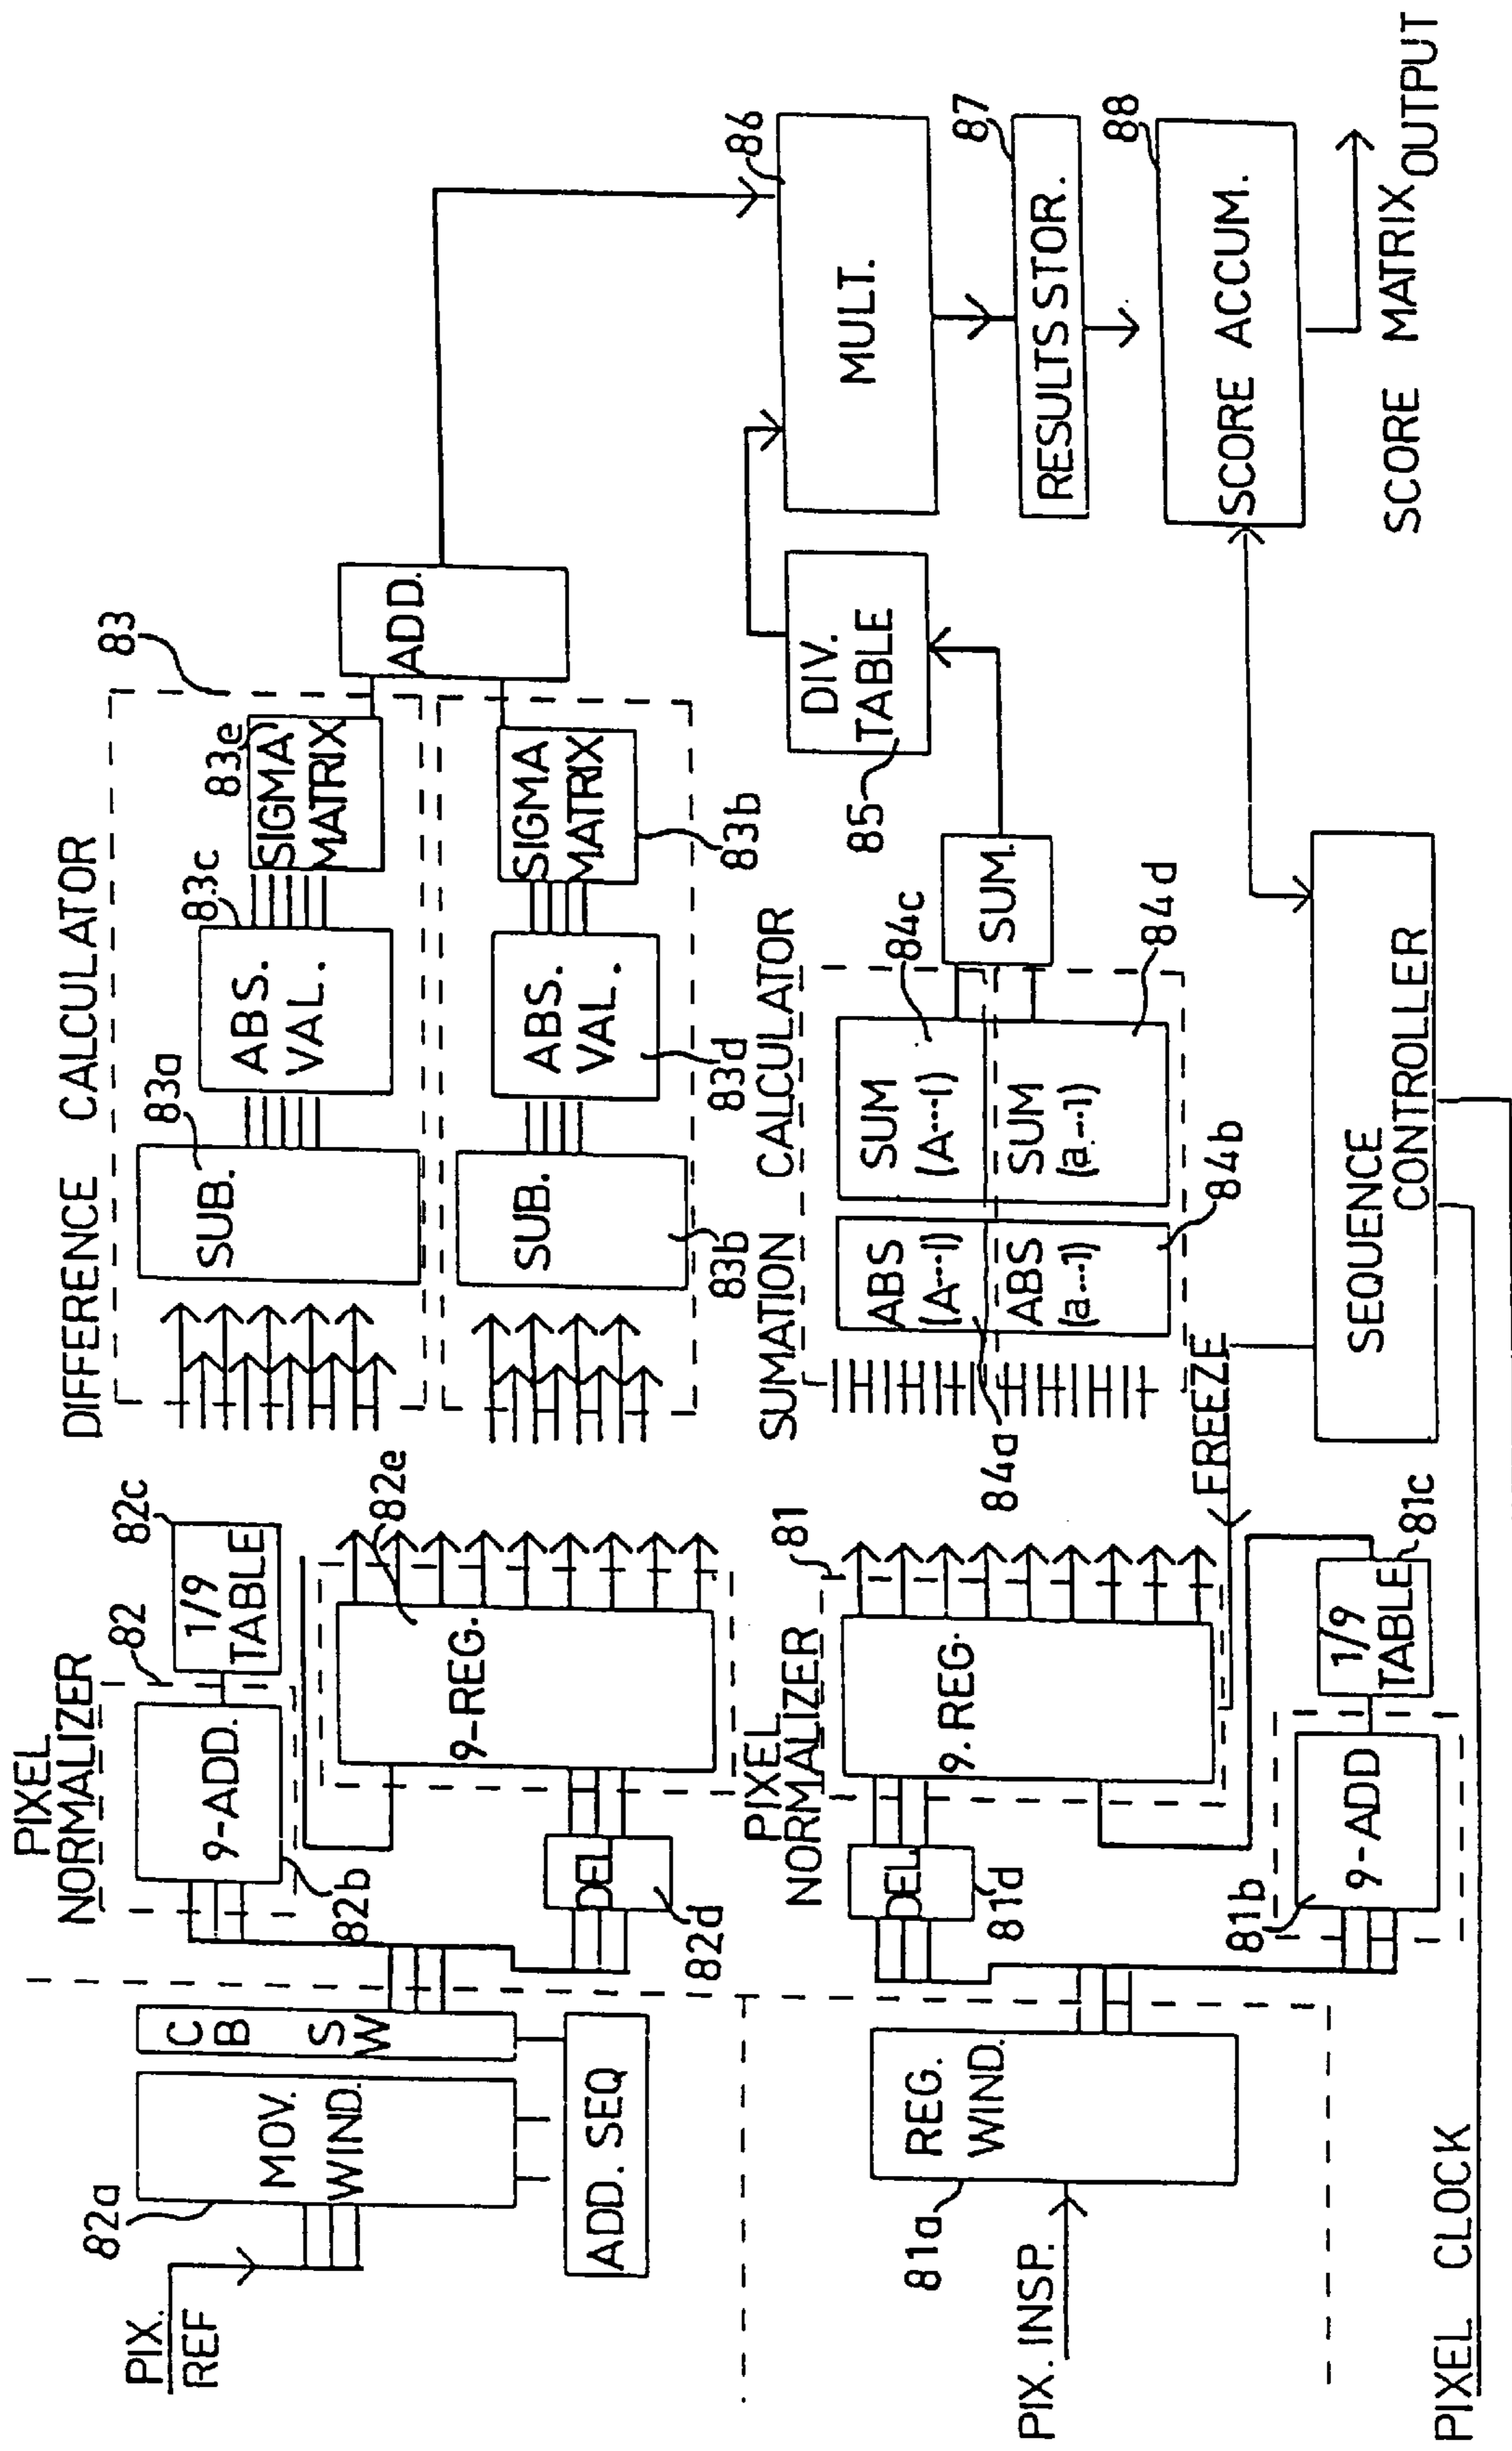 PIX.
REF
82a
MOV.
WIND.
C
B
S
W
ADD. SEQ
PIXEL
NORMALIZER
82
82b
9-ADD.
82c
1/9
TABLE
82d
DEL
9-REG.
82e
DIFFERENCE CALCULATOR
83
83a
SUB.
83c
ABS.
VAL.
83e
SIGMA
MATRIX
83b
SUB.
83d
ABS.
VAL.
83b
SIGMA
MATRIX
ADD.
PIX. INSP.
81a
REG.
WIND.
PIXEL
NORMALIZER
81
81d
DEL
9.REG.
81b
9-ADD
81c
1/9
TABLE
FREEZE
SUMATION CALCULATOR
84a
ABS
(A---I)
84b
ABS
(a---1)
84c
SUM
(A---I)
84d
SUM
(a.--1)
SUM.
85
DIV.
TABLE
86
MULT.
87
RESULTS STOR.
88
SCORE ACCUM.
SCORE MATRIX
OUTPUT
SEQUENCE
CONTROLLER
PIXEL CLOCK